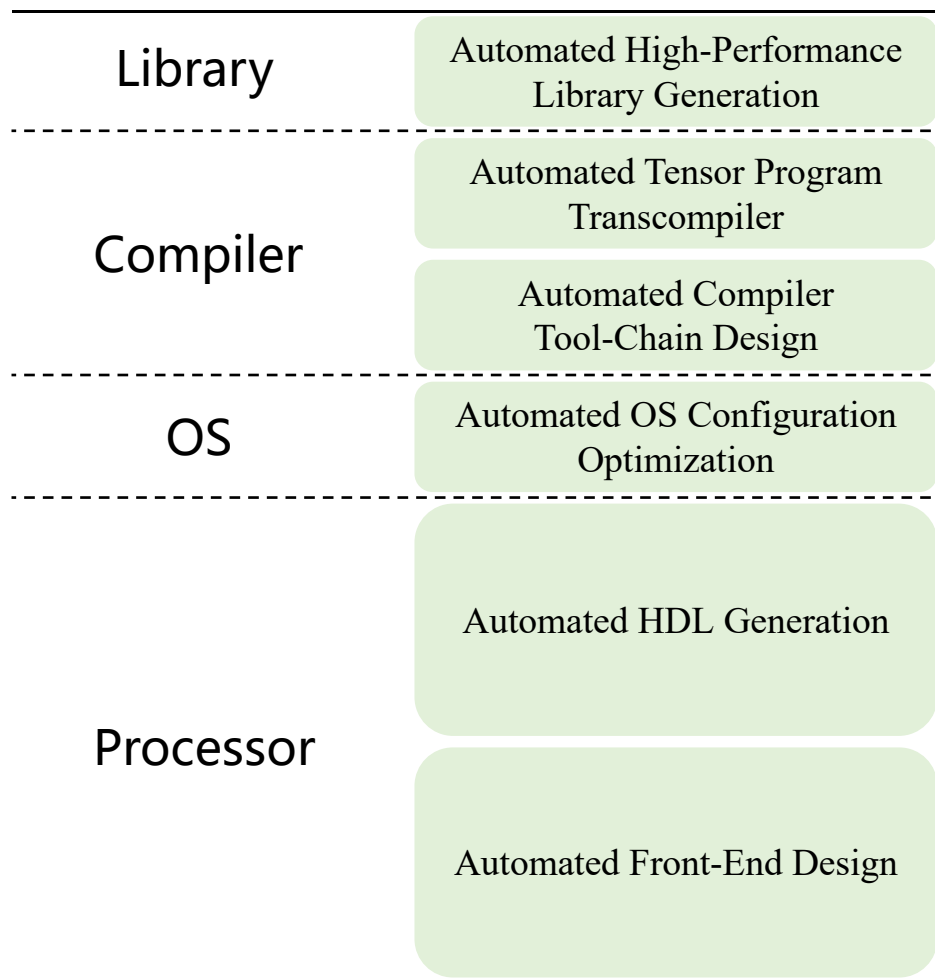 Library
Automated High-Performance
Library Generation
Compiler
Automated Tensor Program
Transcompiler
Automated Compiler
Tool-Chain Design
OS
Automated OS Configuration
Optimization
Processor
Automated HDL Generation
Automated Front-End Design